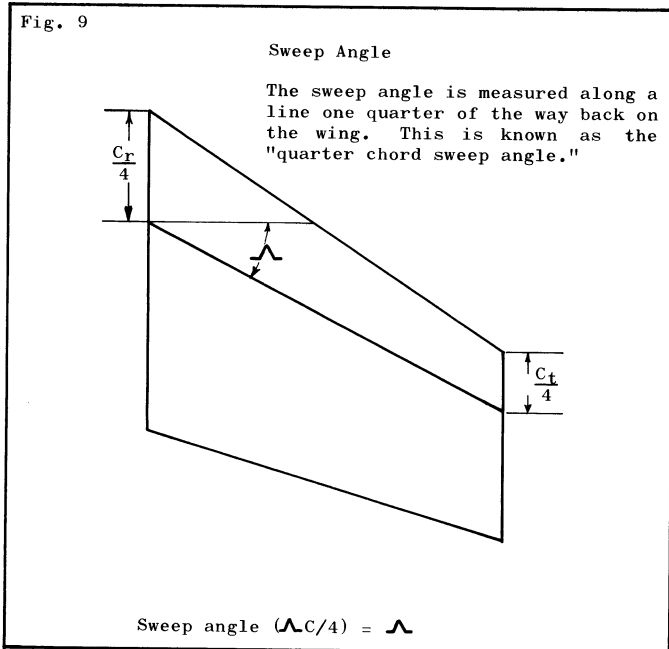 Fig. 9
Sweep Angle
The sweep angle is measured along a
line one quarter of the way back on
the wing. This is known as the
"quarter chord sweep angle."
Cr
4
Λ
Ct
4
Sweep angle (ΛC/4) = Λ